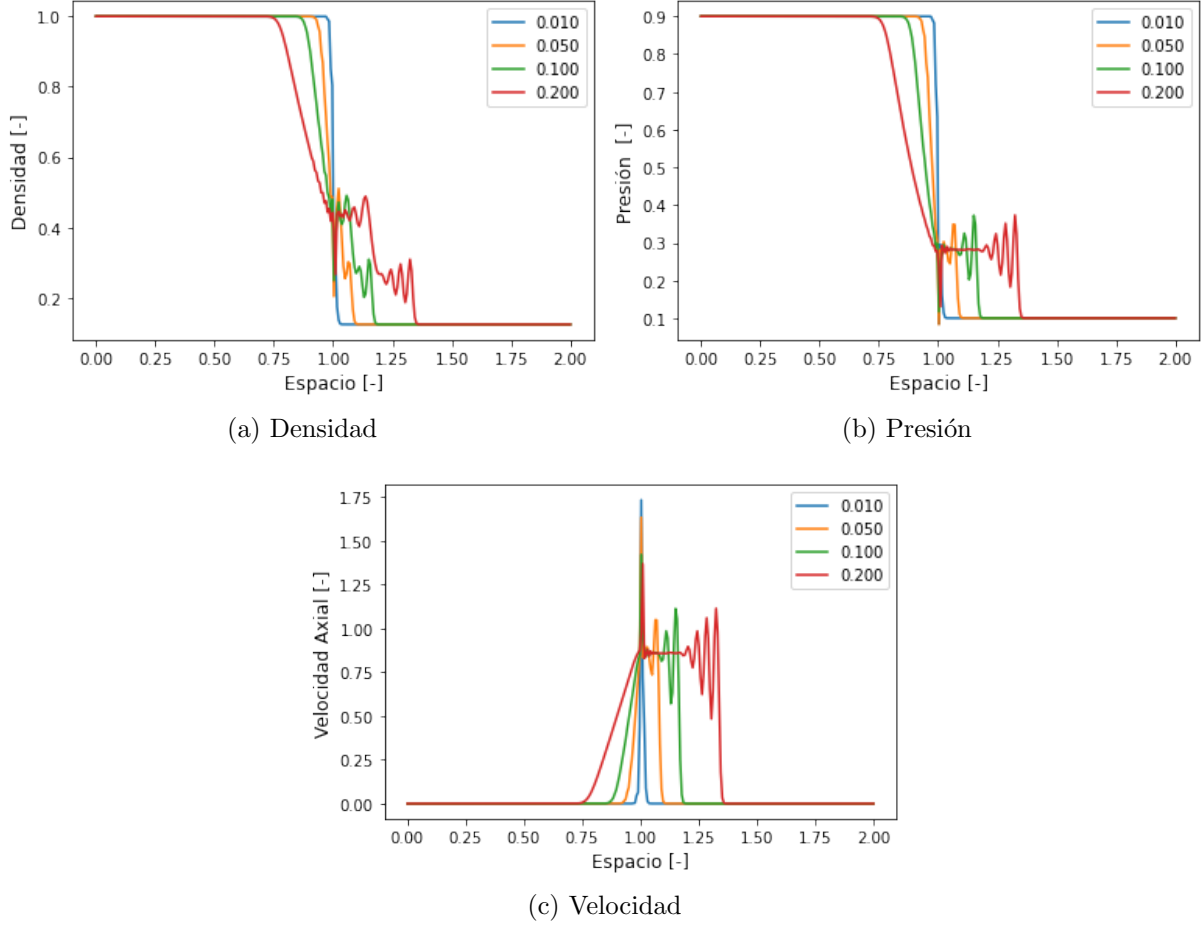 1.0
0.8
0.6
0.4
0.2
Densidad [-]
0.010
0.050
0.100
0.200
0.00 0.25 0.50 0.75 1.00 1.25 1.50 1.75 2.00
Espacio [-]
(a) Densidad
0.9
0.8
0.7
0.6
0.5
0.4
0.3
0.2
0.1
Presión [-]
0.010
0.050
0.100
0.200
0.00 0.25 0.50 0.75 1.00 1.25 1.50 1.75 2.00
Espacio [-]
(b) Presión
1.75
1.50
1.25
1.00
0.75
0.50
0.25
0.00
Velocidad Axial [-]
0.010
0.050
0.100
0.200
0.00 0.25 0.50 0.75 1.00 1.25 1.50 1.75 2.00
Espacio [-]
(c) Velocidad